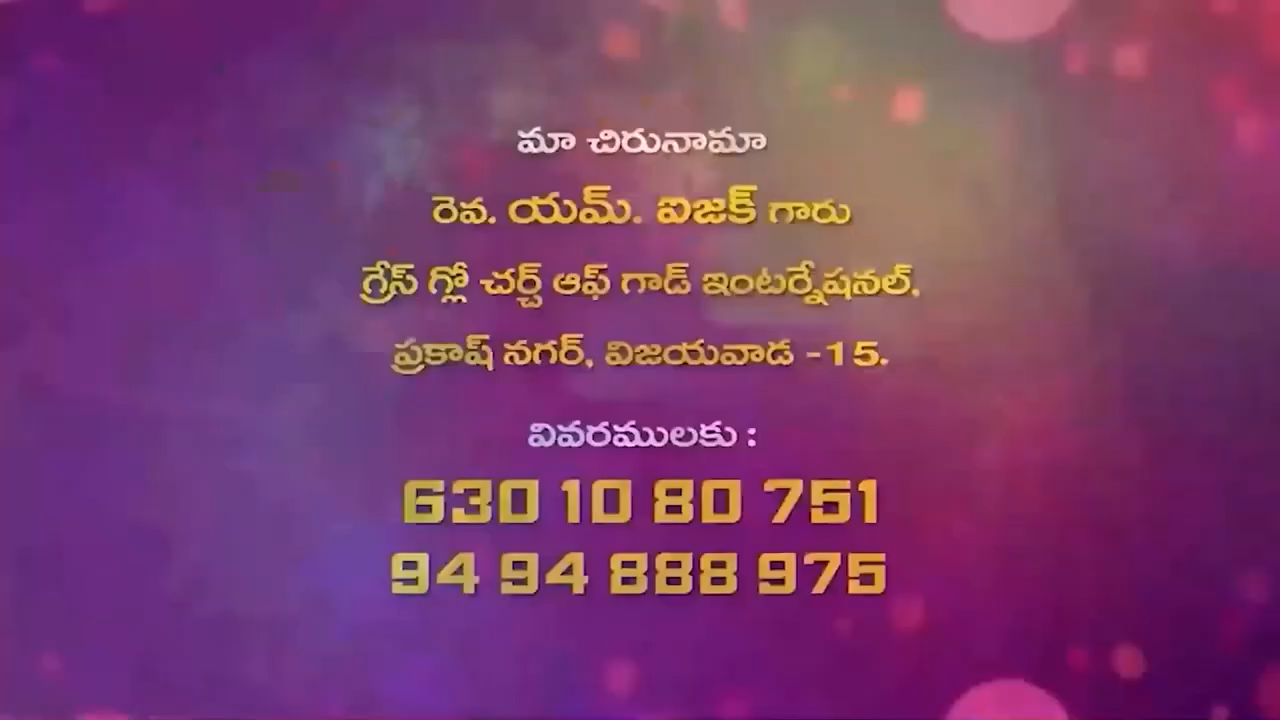 మా చిరునామా
రెవ. యమ్. ఐజక్ గారు
గ్రేస్ గ్లో చర్చ్ ఆఫ్ గాడ్ ఇంటర్నేషనల్,
ప్రకాష్ నగర్, విజయవాడ -15.
వివరములకు :
630 10 80 751
94 94 888 975